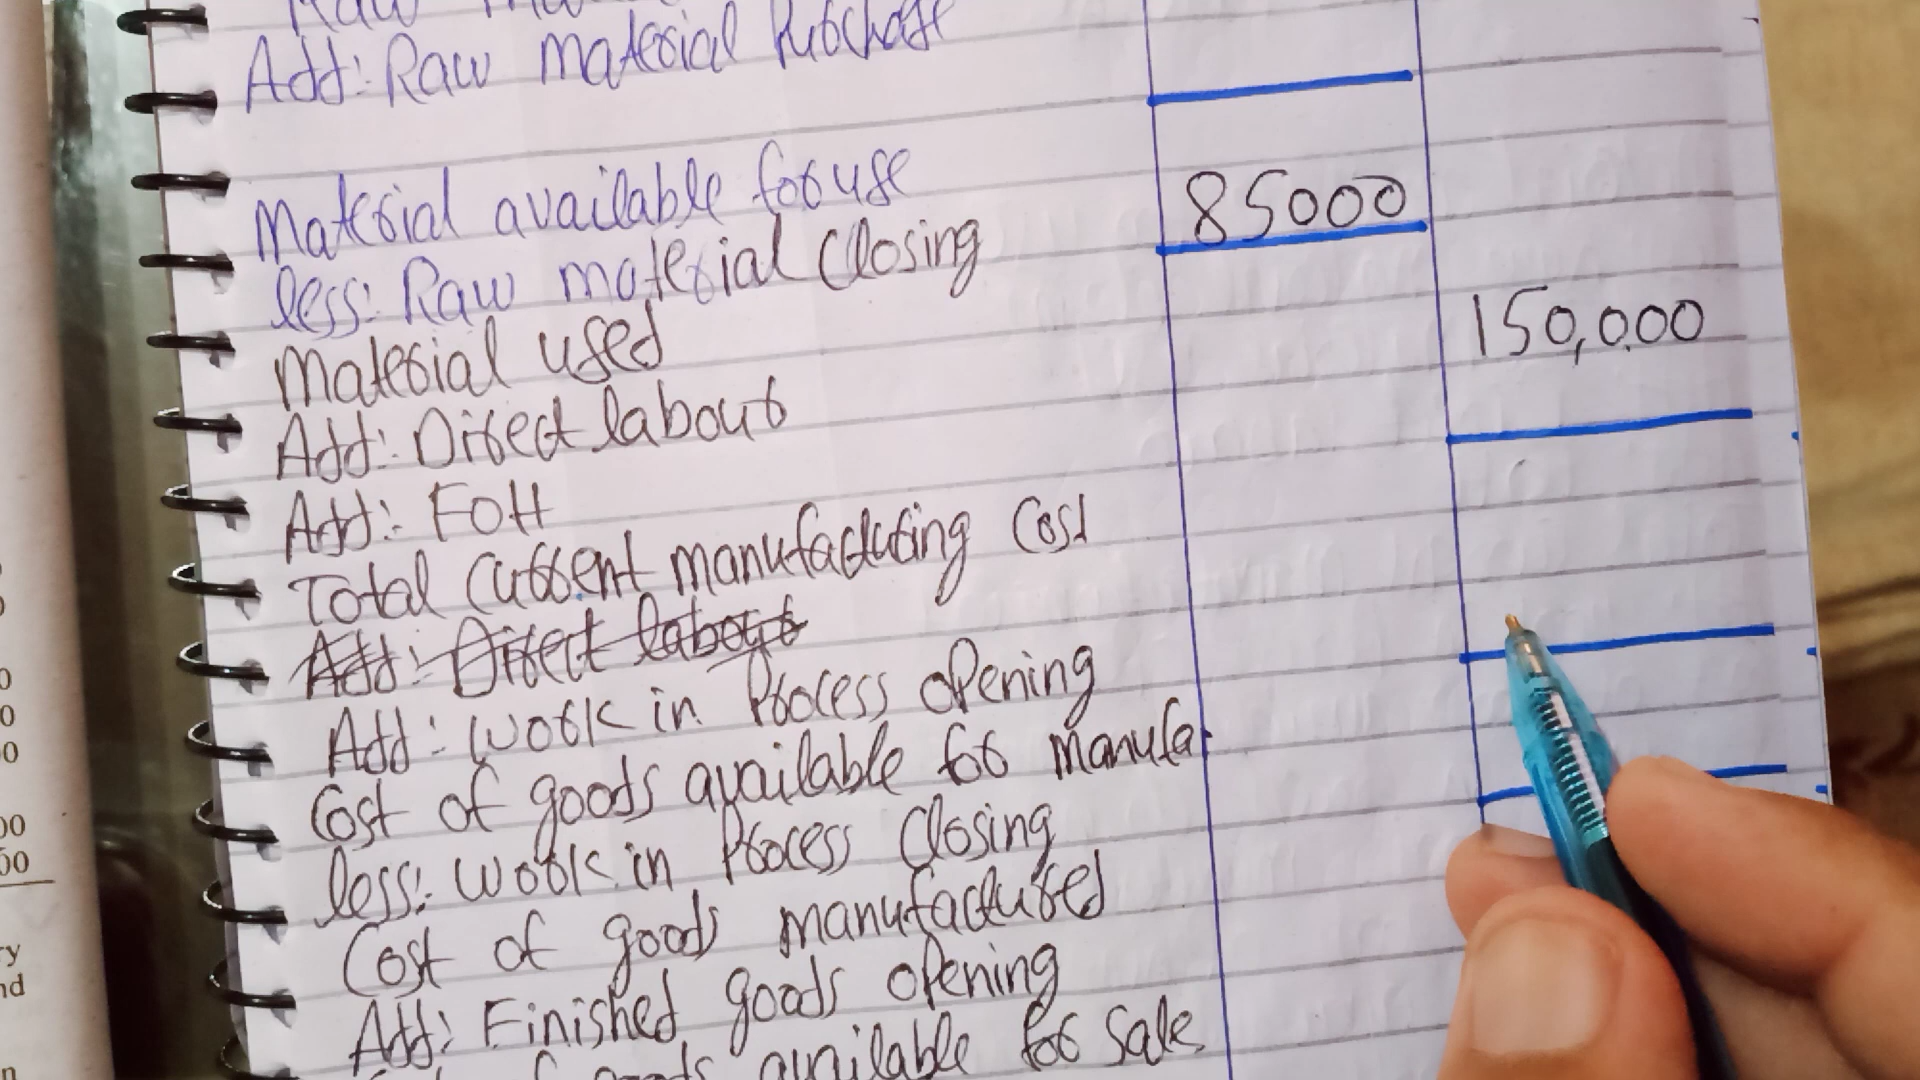 Raw
Add: Raw material Purchase
Material available for use
less: Raw material Closing 85000
Material used
Add: Direct labour 150,000
Add: FOH
Total Current manufacturing Cost
Add: Direct labour
Add: Work in Process opening
Cost of goods available for manufa
less: Work in Process Closing
Cost of goods manufactured
Add: Finished goods opening
goods available for sale